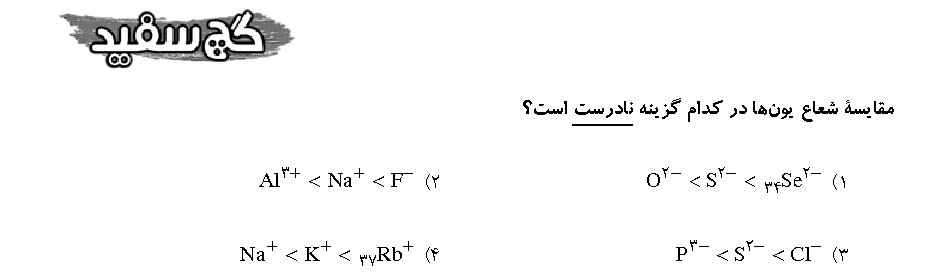 گچ سفید
مقایسهٔ شعاع یون‌ها در کدام گزینه نادرست است؟
۱) O²⁻ < S²⁻ < ₃₄Se²⁻ ۲) Al³⁺ < Na⁺ < F⁻
۳) P³⁻ < S²⁻ < Cl⁻ ۴) Na⁺ < K⁺ < ₃₇Rb⁺